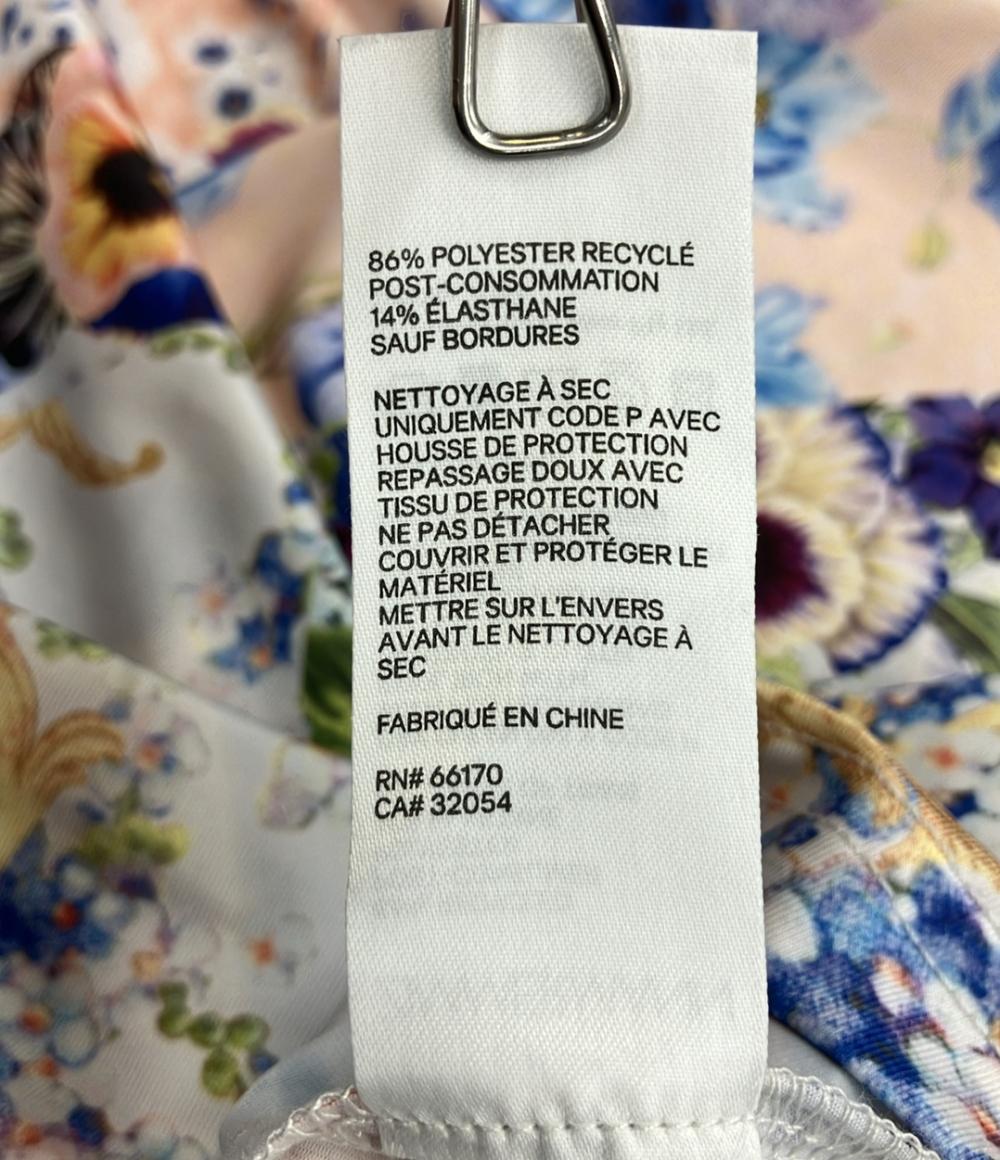 86% POLYESTER RECYCLÉ
POST-CONSOMMATION
14% ÉLASTHANE
SAUF BORDURES
NETTOYAGE À SEC
UNIQUEMENT CODE P AVEC
HOUSSE DE PROTECTION
REPASSAGE DOUX AVEC
TISSU DE PROTECTION
NE PAS DÉTACHER
COUVRIR ET PROTÉGER LE
MATÉRIEL
METTRE SUR L'ENVERS
AVANT LE NETTOYAGE À
SEC
FABRIQUÉ EN CHINE
RN# 66170
CA# 32054